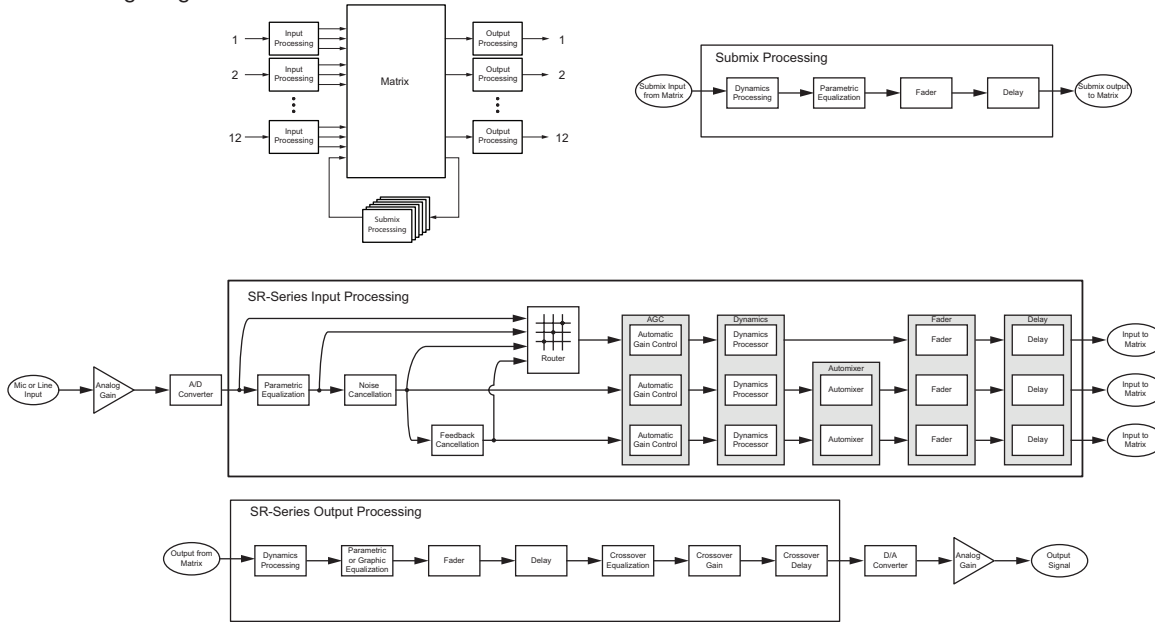 1
Input
Processing
Output
Processing
1
2
Input
Processing
Matrix
Output
Processing
2
12
Input
Processing
Output
Processing
12
Submix
Processsing
Submix Processing
Submix Input
from Matrix
Dynamics
Processing
Parametric
Equalization
Fader
Delay
Submix output
to Matrix
SR-Series Input Processing
Mic or Line
Input
Analog
Gain
A/D
Converter
Parametric
Equalization
Noise
Cancellation
Feedback
Cancellation
Router
AGC
Automatic
Gain Control
Automatic
Gain Control
Automatic
Gain Control
Dynamics
Dynamics
Processor
Dynamics
Processor
Dynamics
Processor
Automixer
Automixer
Automixer
Fader
Fader
Fader
Fader
Delay
Delay
Delay
Delay
Input to
Matrix
Input to
Matrix
Input to
Matrix
SR-Series Output Processing
Output from
Matrix
Dynamics
Processing
Parametric
or Graphic
Equalization
Fader
Delay
Crossover
Equalization
Crossover
Gain
Crossover
Delay
D/A
Converter
Analog
Gain
Output
Signal